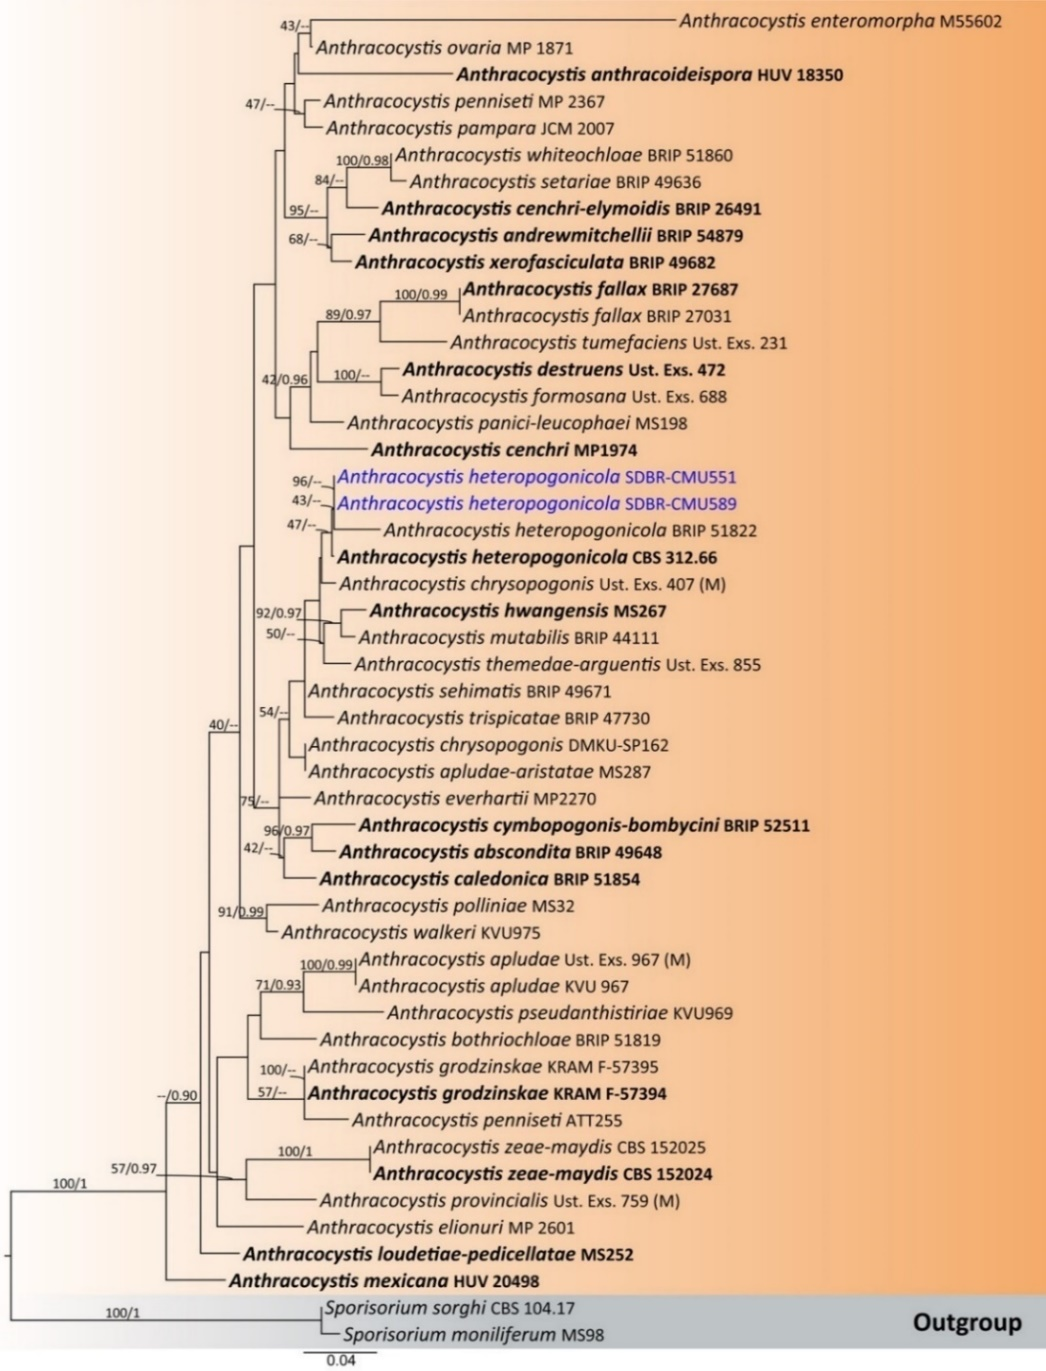 43/--
Anthracocystis enteromorpha M55602
Anthracocystis ovaria MP 1871
Anthracocystis anthracoideispora HUV 18350
47/--
Anthracocystis penniseti MP 2367
Anthracocystis pampara JCM 2007
100/0.98
Anthracocystis whiteochloae BRIP 51860
84/--
Anthracocystis setariae BRIP 49636
95/--
Anthracocystis cenchri-elymoidis BRIP 26491
68/--
Anthracocystis andrewmitchellii BRIP 54879
Anthracocystis xerofasciculata BRIP 49682
100/0.99
Anthracocystis fallax BRIP 27687
89/0.97
Anthracocystis fallax BRIP 27031
Anthracocystis tumefaciens Ust. Exs. 231
42/0.96
100/--
Anthracocystis destruens Ust. Exs. 472
Anthracocystis formosana Ust. Exs. 688
Anthracocystis panici-leucophaei MS198
Anthracocystis cenchri MP1974
96/--
Anthracocystis heteropogonicola SDBR-CMU551
43/--
Anthracocystis heteropogonicola SDBR-CMU589
47/--
Anthracocystis heteropogonicola BRIP 51822
Anthracocystis heteropogonicola CBS 312.66
Anthracocystis chrysopogonis Ust. Exs. 407 (M)
92/0.97
Anthracocystis hwangensis MS267
50/--
Anthracocystis mutabilis BRIP 44111
Anthracocystis themedae-arguentis Ust. Exs. 855
Anthracocystis sehimatis BRIP 49671
54/--
Anthracocystis trispicatae BRIP 47730
40/--
Anthracocystis chrysopogonis DMKU-SP162
Anthracocystis apludae-aristatae MS287
75/--
Anthracocystis everhartii MP2270
96/0.97
Anthracocystis cymbopogonis-bombycini BRIP 52511
42/--
Anthracocystis abscondita BRIP 49648
Anthracocystis caledonica BRIP 51854
91/0.99
Anthracocystis polliniae MS32
Anthracocystis walkeri KVU975
100/0.99
Anthracocystis apludae Ust. Exs. 967 (M)
71/0.93
Anthracocystis apludae KVU 967
Anthracocystis pseudanthistiriae KVU969
Anthracocystis bothriochloae BRIP 51819
100/--
Anthracocystis grodzinskae KRAM F-57395
57/--
Anthracocystis grodzinskae KRAM F-57394
--/0.90
Anthracocystis penniseti ATT255
100/1
Anthracocystis zeae-maydis CBS 152025
57/0.97
Anthracocystis zeae-maydis CBS 152024
100/1
Anthracocystis provincialis Ust. Exs. 759 (M)
Anthracocystis elionuri MP 2601
Anthracocystis loudetiae-pedicellatae MS252
Anthracocystis mexicana HUV 20498
100/1
Sporisorium sorghi CBS 104.17
Sporisorium moniliferum MS98
Outgroup
0.04